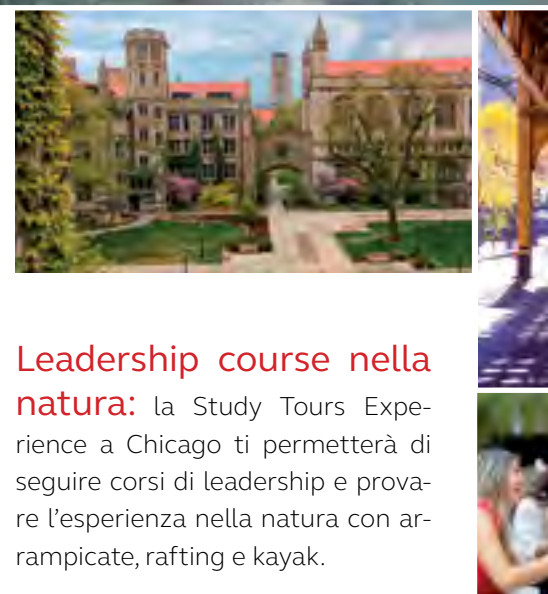 Leadership course nella
natura: la Study Tours Expe-
rience a Chicago ti permetterà di
seguire corsi di leadership e prova-
re l’esperienza nella natura con ar-
rampicate, rafting e kayak.